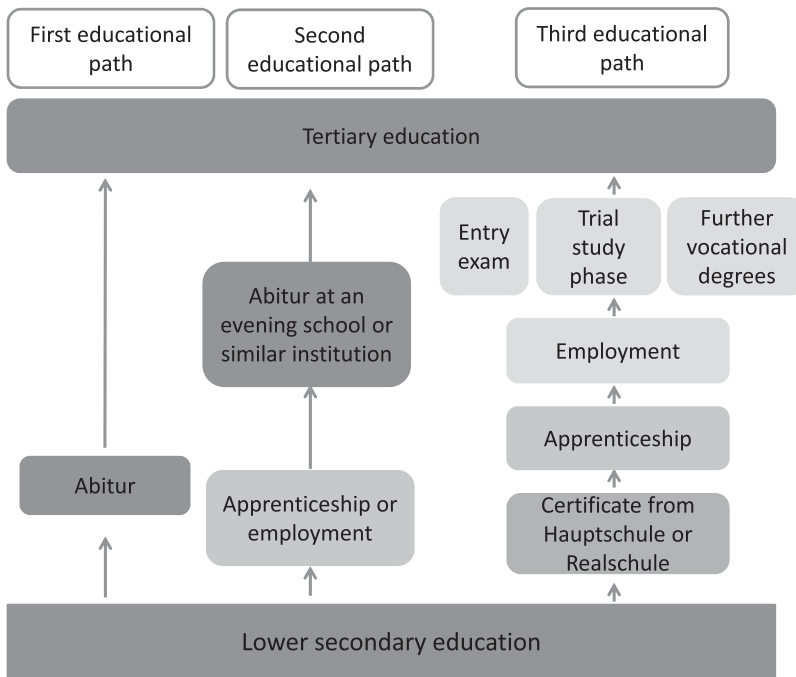 First educational
path
Second
educational path
Third educational
path
Tertiary education
Entry
exam
Trial
study
phase
Further
vocational
degrees
Abitur at an
evening school or
similar institution
Employment
Apprenticeship
Abitur
Apprenticeship or
employment
Certificate from
Hauptschule or
Realschule
Lower secondary education